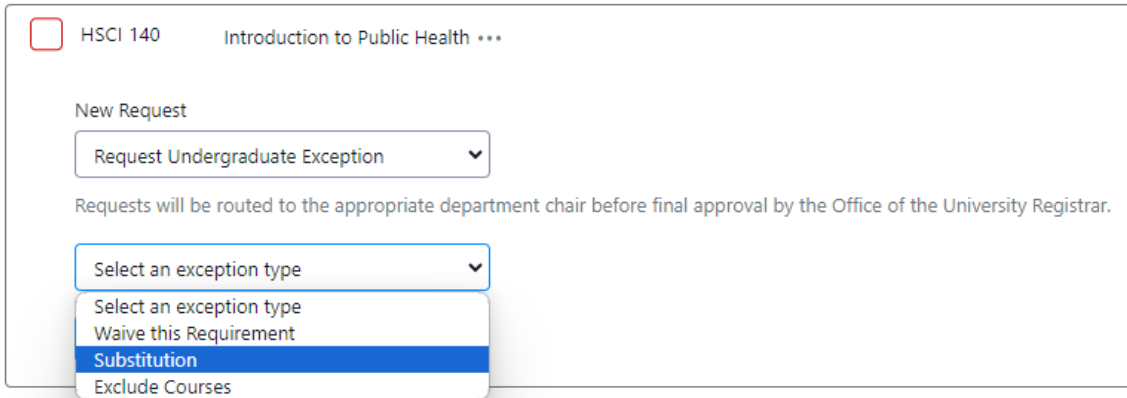 HSCI 140 Introduction to Public Health •••
New Request
Request Undergraduate Exception
Requests will be routed to the appropriate department chair before final approval by the Office of the University Registrar.
Select an exception type
Select an exception type
Waive this Requirement
Substitution
Exclude Courses